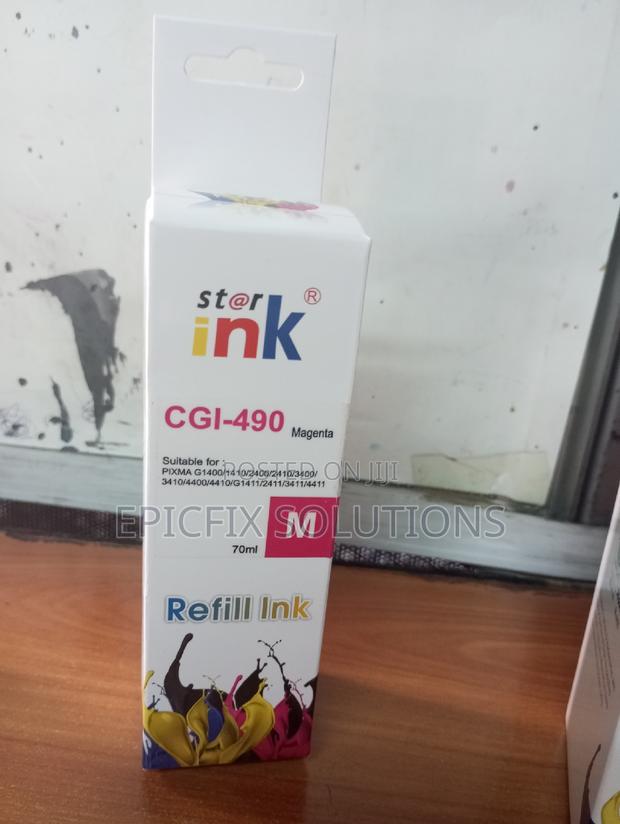 st@r
ink®
CGI-490 Magenta
Suitable for :
PIXMA G1400/1410/2400/2410/3400/
3410/4400/4410/G1411/2411/3411/4411
POSTED ON JIJI
EPICFIX SOLUTIONS
M
70ml
Refill Ink